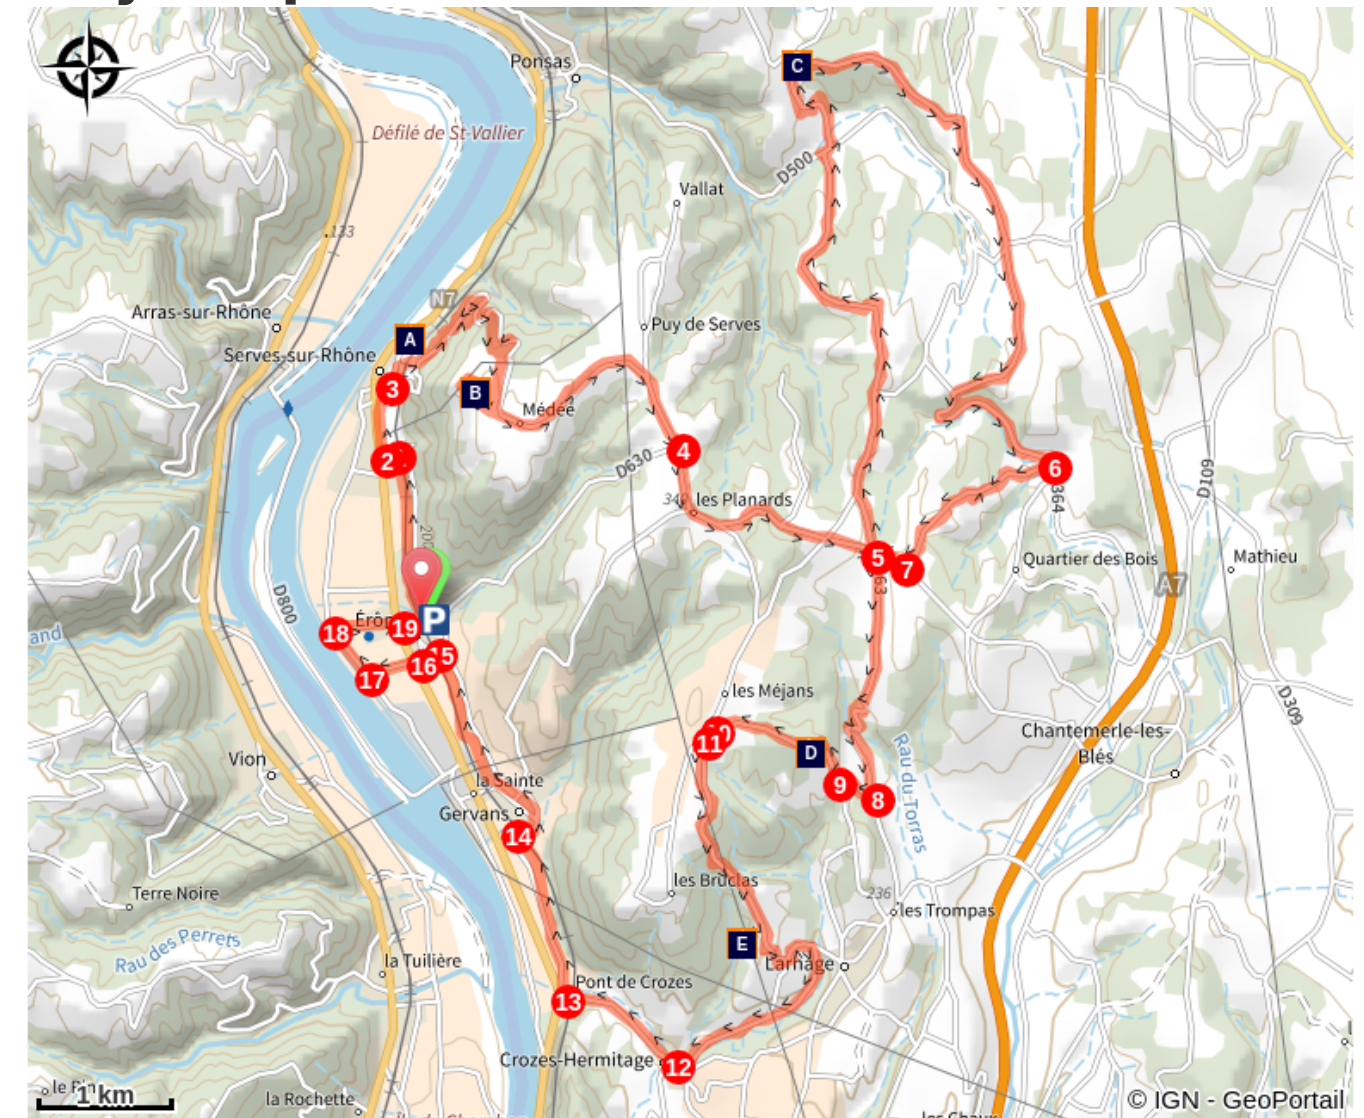 Ponsas
C
Défilé de St-Vallier
D500
Vallat
133
N7
Arras-sur-Rhône
Puy de Serves
A
Serves-sur-Rhône
3
B
Médée
4
2
D630
6
les Planards
364
D109
5
7
Quartier des Bois
Mathieu
A7
63
200
D800
P
19
18
15
16
17
les Méjans
D309
11
D
Chantemerle-les-
Blés
Vion
9
8
Rau du Torras
la Sainte
Gervans
14
les Bruclas
Terre Noire
236
les Trompas
Rau des Perrets
E
Larnage
la Tuilière
Pont de Crozes
13
Crozes-Hermitage
12
1 km
la Rochette
© IGN - GeoPortail